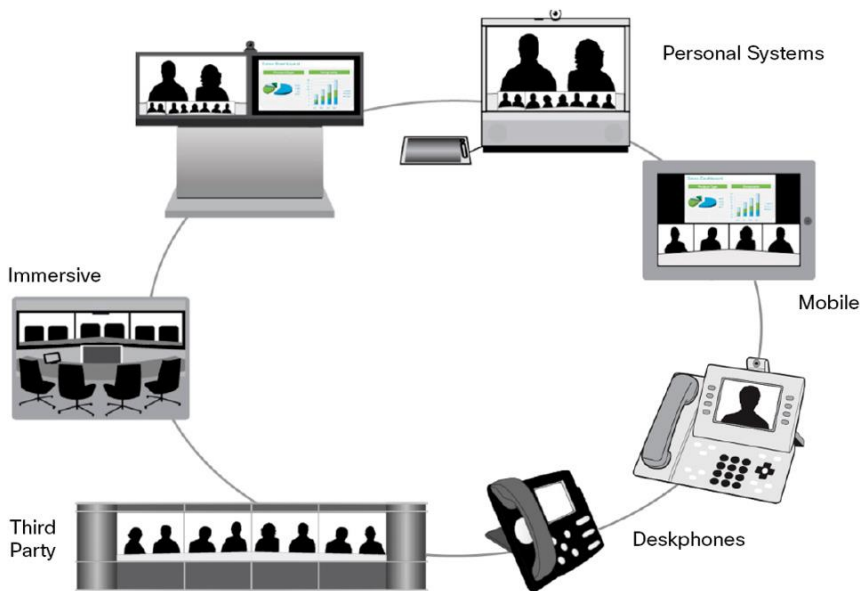 Personal Systems
Immersive
Mobile
Third
Party
Deskphones